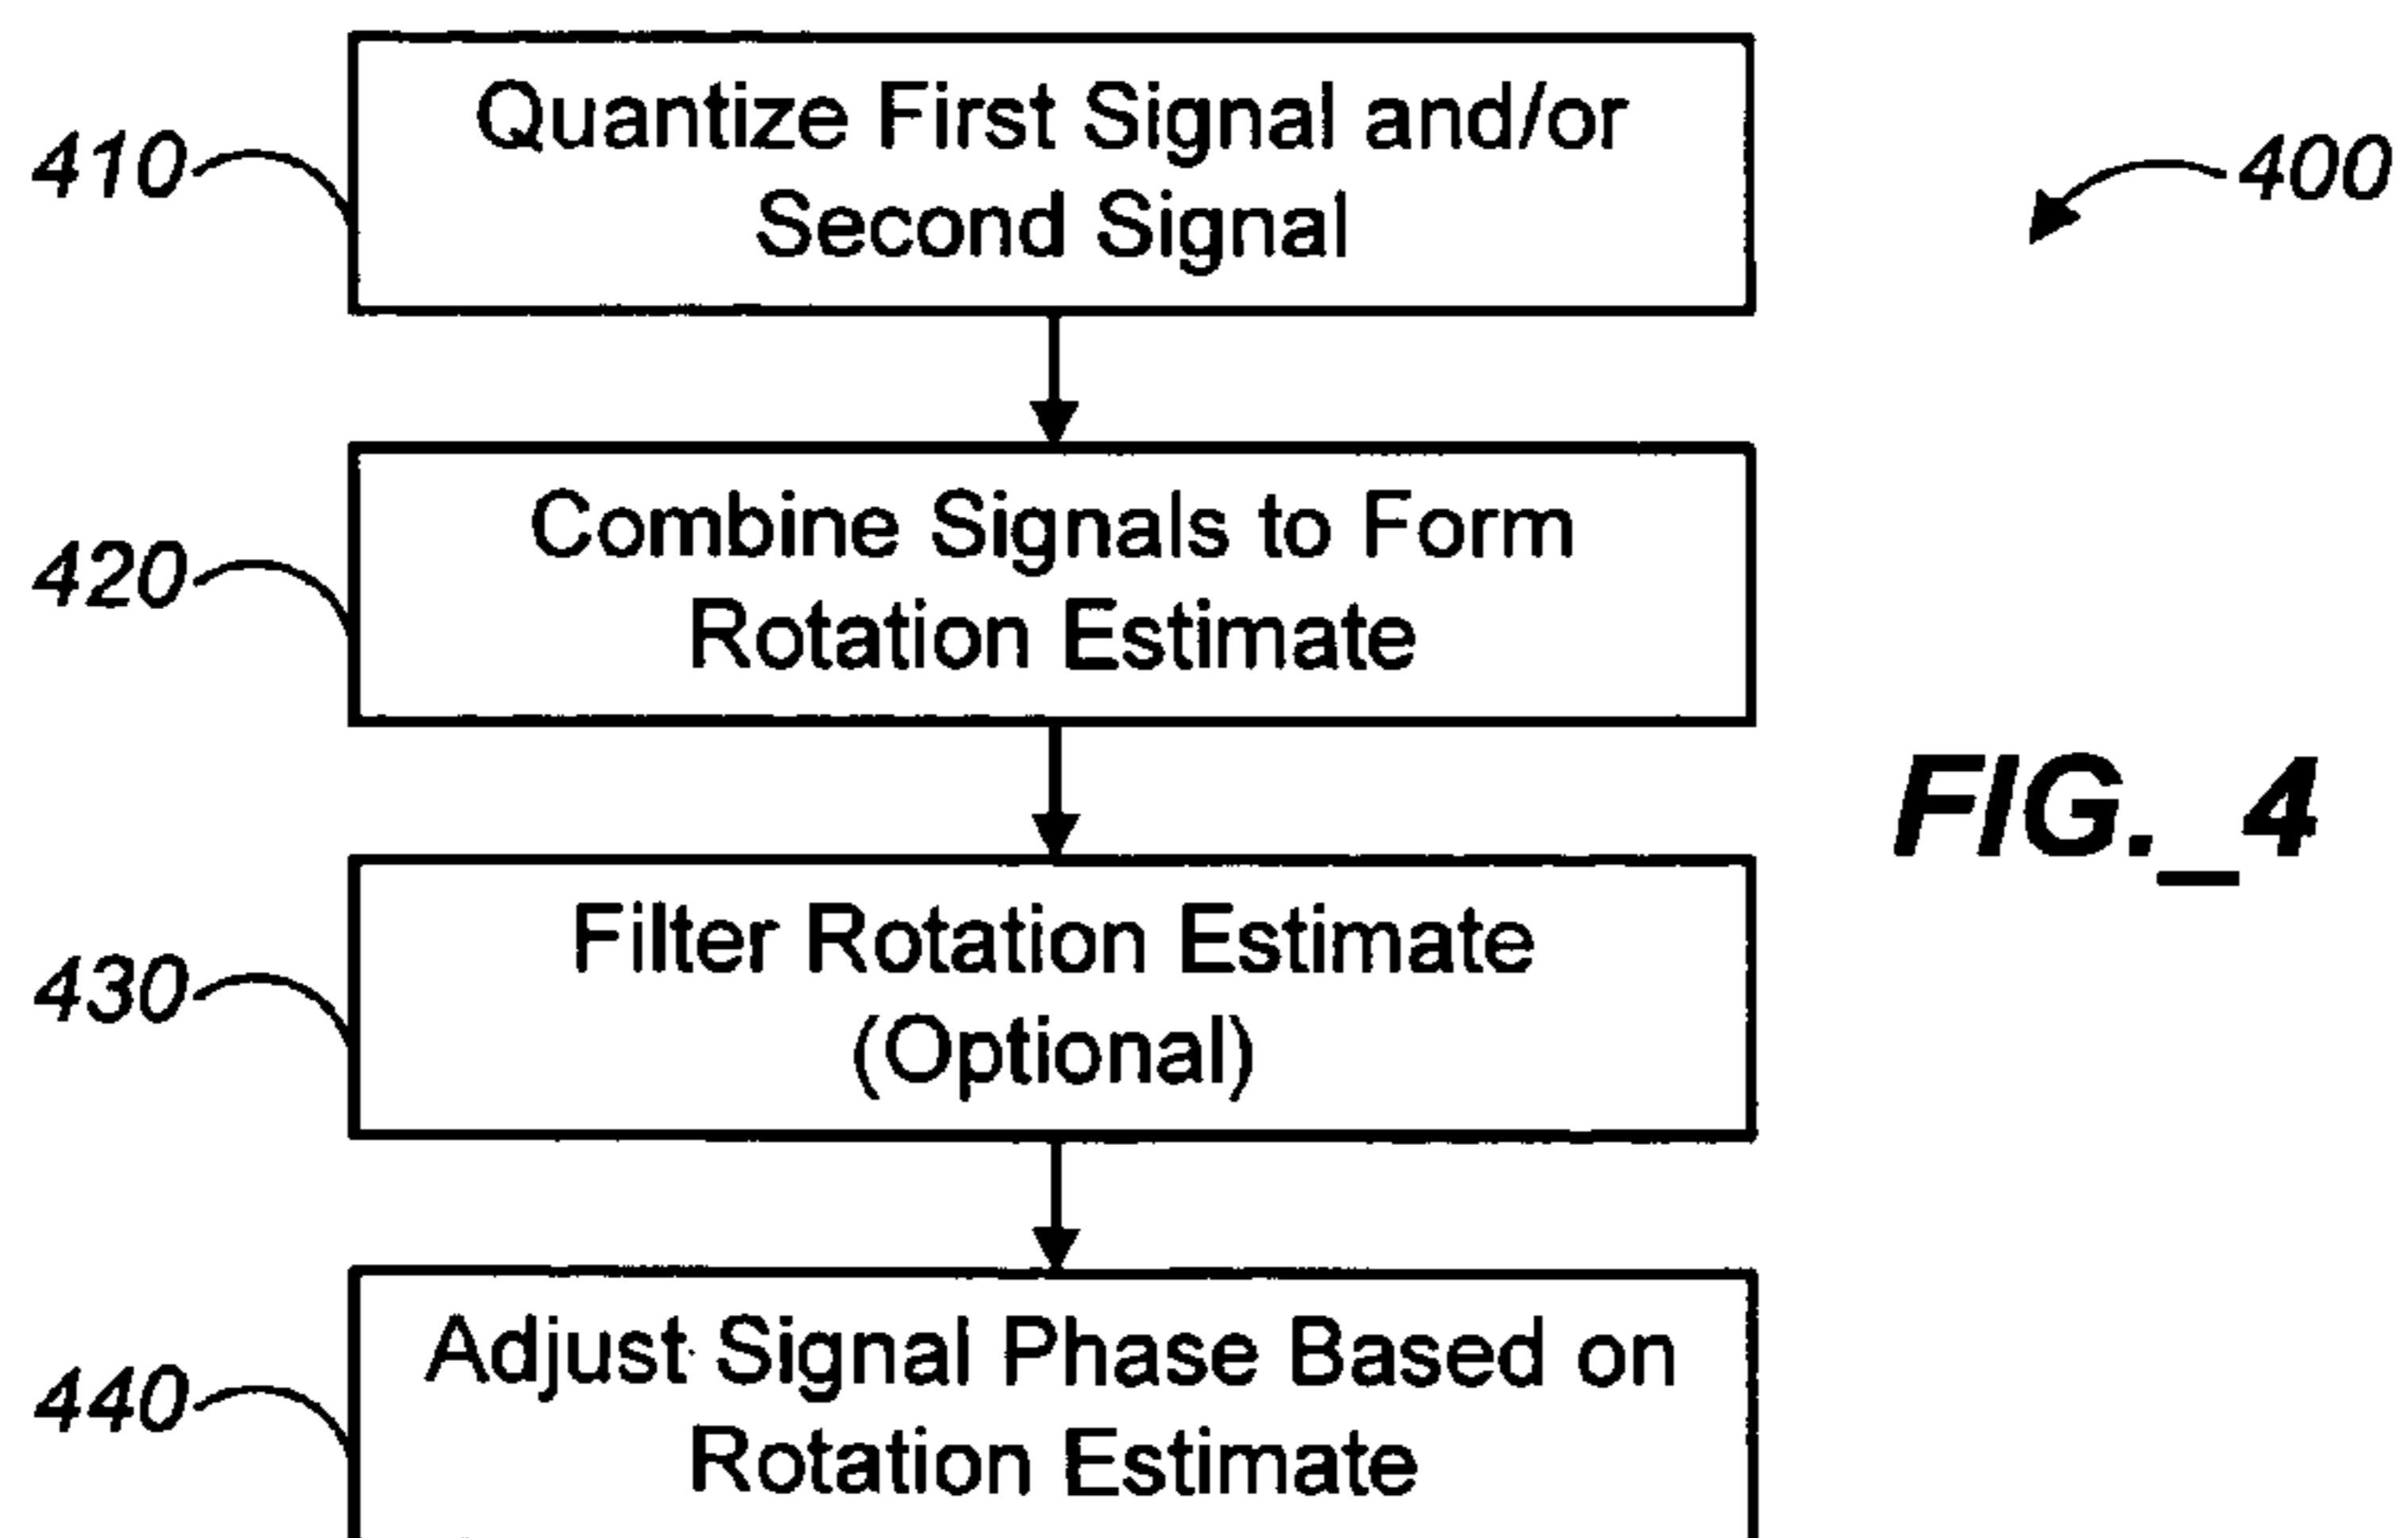 410
Quantize First Signal and/or
Second Signal
400
420
Combine Signals to Form
Rotation Estimate
FIG._4
430
Filter Rotation Estimate
(Optional)
440
Adjust Signal Phase Based on
Rotation Estimate